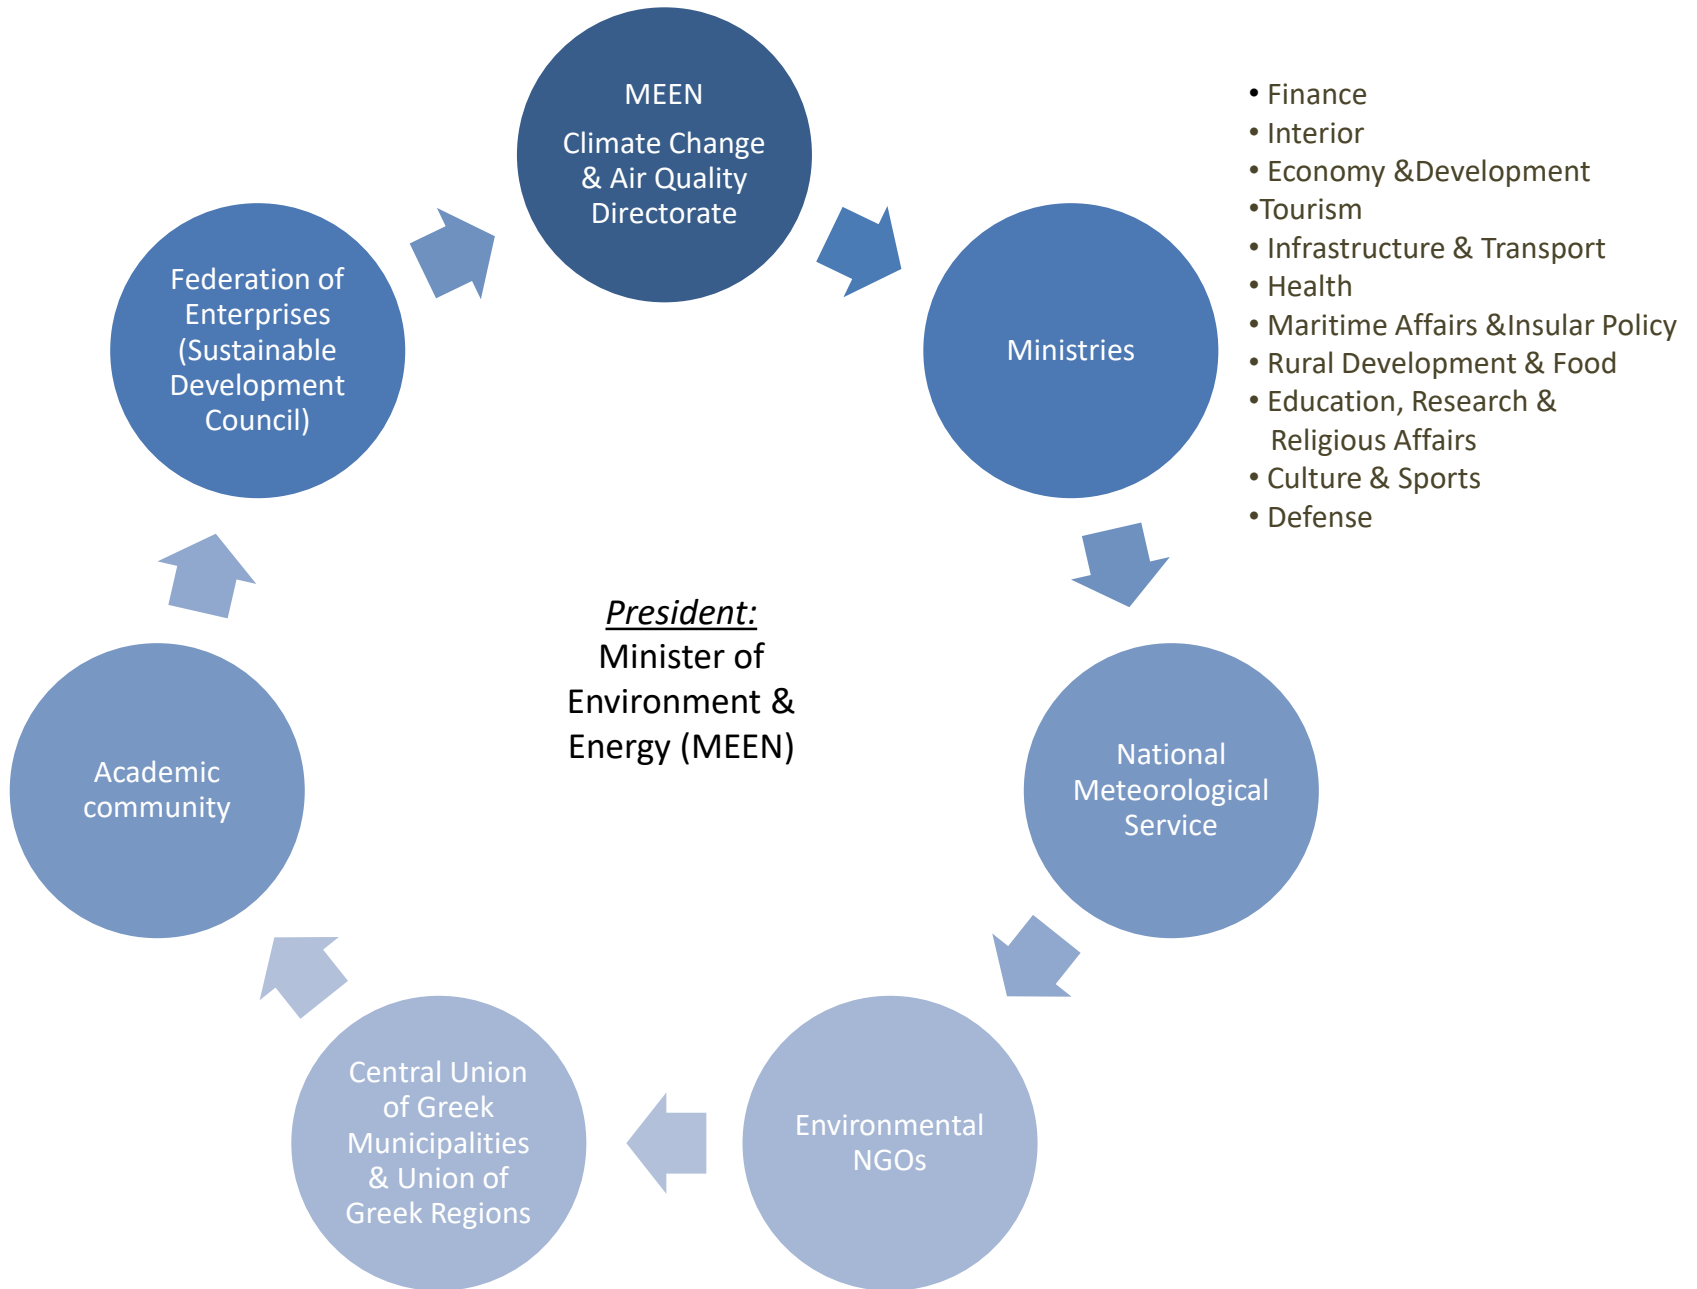 MEEN
Climate Change
& Air Quality
Directorate
Ministries
• Finance
• Interior
• Economy &Development
•Tourism
• Infrastructure & Transport
• Health
• Maritime Affairs &Insular Policy
• Rural Development & Food
• Education, Research &
Religious Affairs
• Culture & Sports
• Defense
National
Meteorological
Service
Environmental
NGOs
Central Union
of Greek
Municipalities
& Union of
Greek Regions
Academic
community
Federation of
Enterprises
(Sustainable
Development
Council)
President:
Minister of
Environment &
Energy (MEEN)